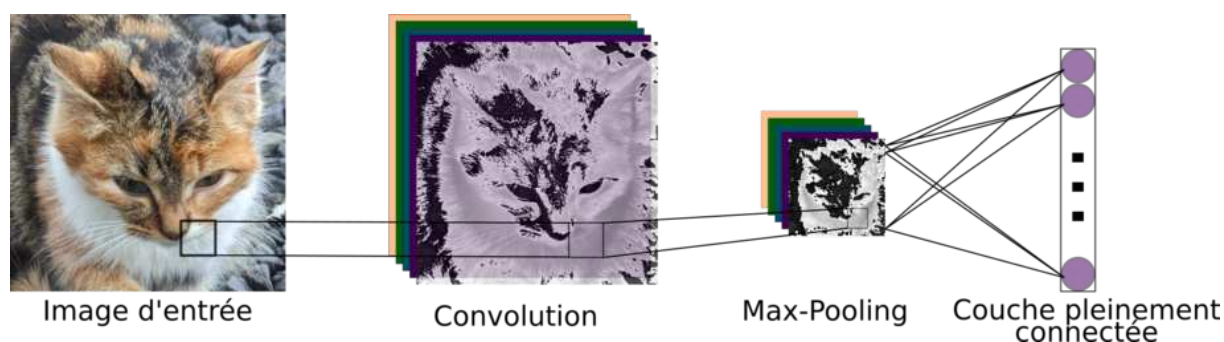 Image d'entrée
Convolution
Max-Pooling
Couche pleinement
connectée